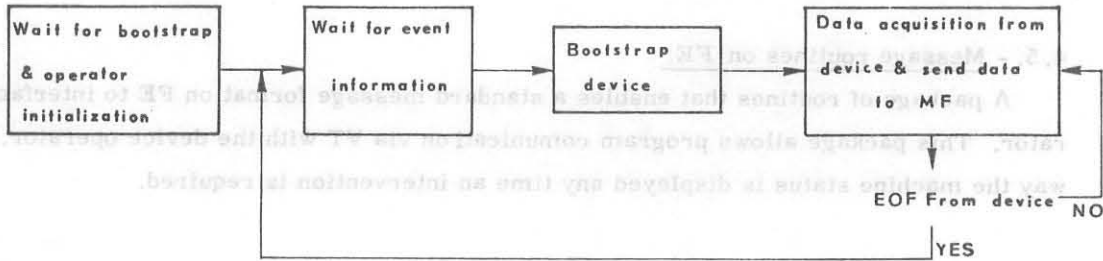 Wait for bootstrap
& operator
initialization
Wait for event
information
Bootstrap
device
Data acquisition from
device & send data
to MF
EOF From device
NO
YES
4.5. - Message routines on FE.
A package of routines that enables a standard message format on FE to interfac
rator. This package allows program comunication via VT with the device operator.
way the machine status is displayed any time an intervention is required.